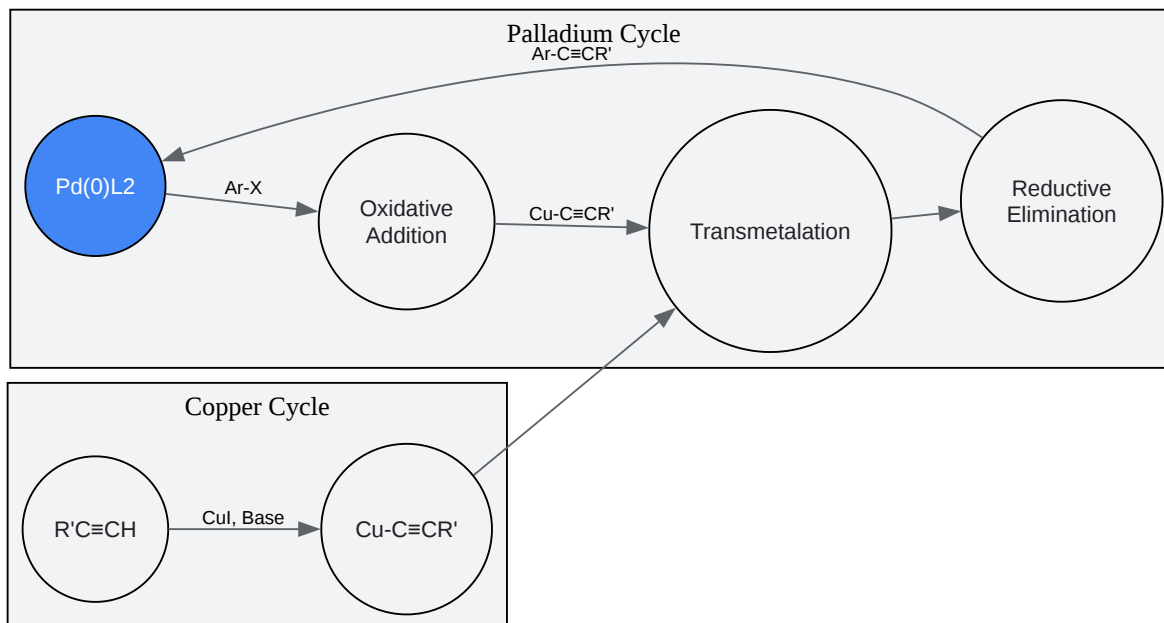 Palladium Cycle
Ar-C≡CR'
Pd(0)L2
Ar-X
Oxidative
Addition
Cu-C≡CR'
Transmetalation
Reductive
Elimination
Copper Cycle
R'C≡CH
CuI, Base
Cu-C≡CR'